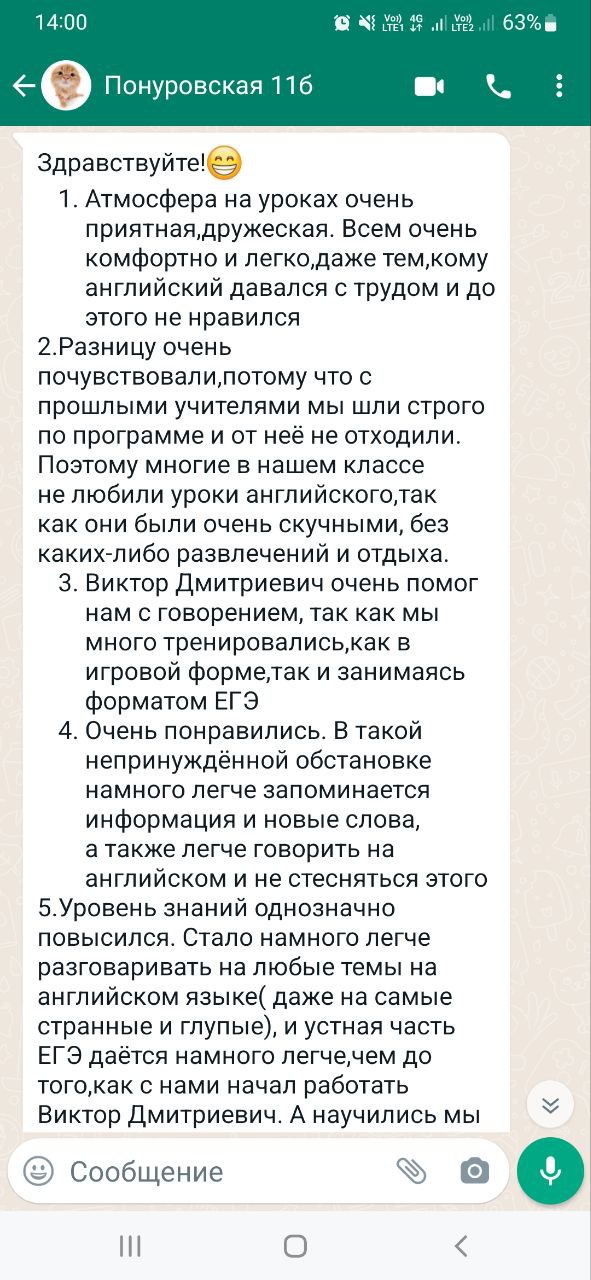 14:00
Vo)) LTE1 4G Vo)) LTE2 63%
Понуровская 11б
Здравствуйте!😁
1. Атмосфера на уроках очень
приятная,дружеская. Всем очень
комфортно и легко,даже тем,кому
английский давался с трудом и до
этого не нравился
2.Разницу очень
почувствовали,потому что с
прошлыми учителями мы шли строго
по программе и от неё не отходили.
Поэтому многие в нашем классе
не любили уроки английского,так
как они были очень скучными, без
каких-либо развлечений и отдыха.
3. Виктор Дмитриевич очень помог
нам с говорением, так как мы
много тренировались,как в
игровой форме,так и занимаясь
форматом ЕГЭ
4. Очень понравились. В такой
непринуждённой обстановке
намного легче запоминается
информация и новые слова,
а также легче говорить на
английском и не стесняться этого
5.Уровень знаний однозначно
повысился. Стало намного легче
разговаривать на любые темы на
английском языке( даже на самые
странные и глупые), и устная часть
ЕГЭ даётся намного легче,чем до
того,как с нами начал работать
Виктор Дмитриевич. А научились мы
Сообщение